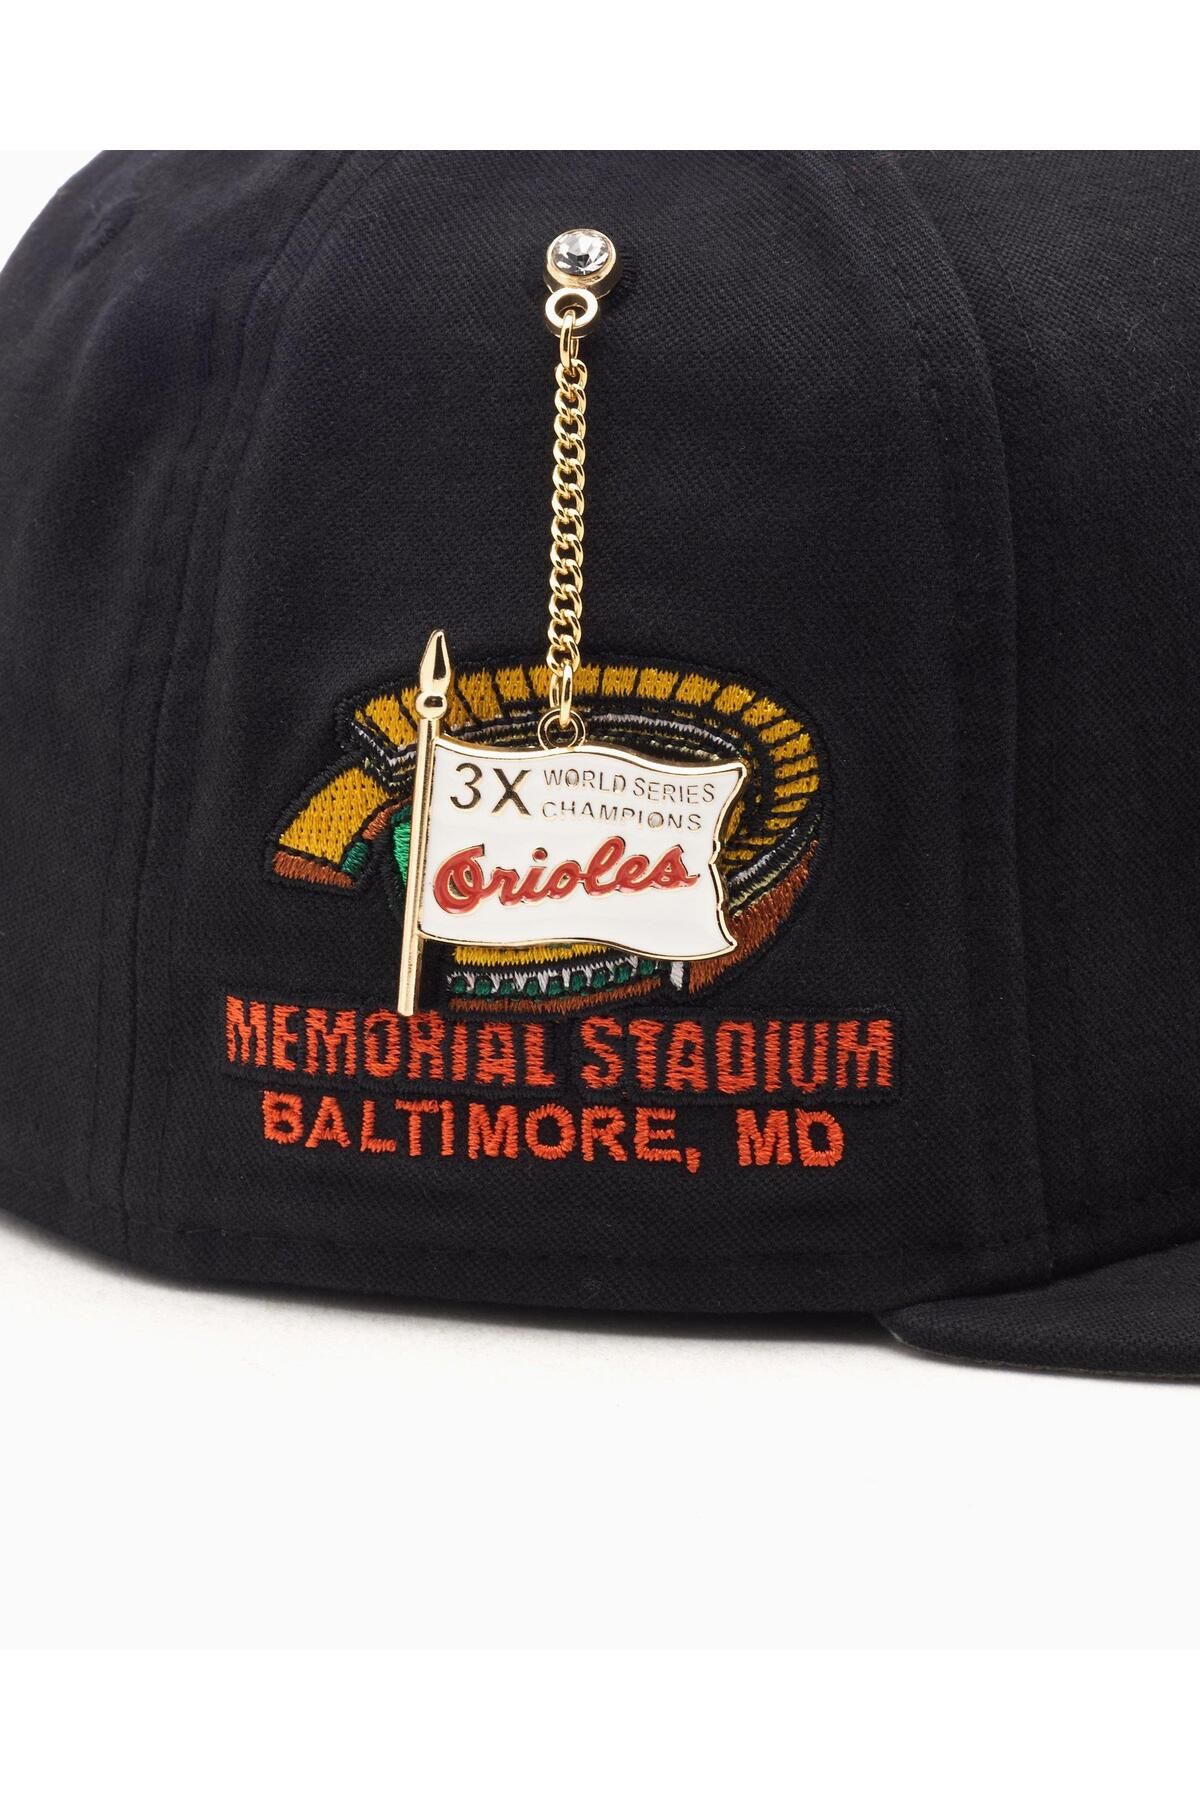 3X WORLD SERIES
CHAMPIONS
Orioles
MEMORIAL STADIUM
BALTIMORE, MD